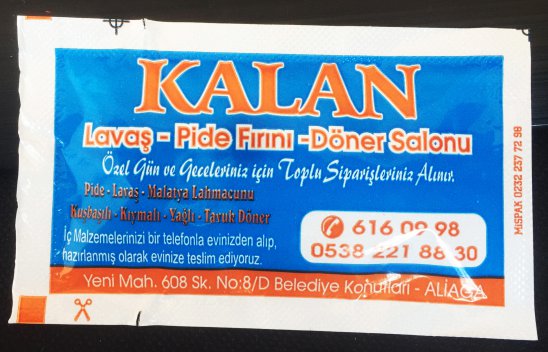 KALAN
Lavaş - Pide Fırını -Döner Salonu
Özel Gün ve Geceleriniz için Toplu Siparişleriniz Alınır.
Pide - Lavaş - Malatya Lahmacunu
Kuşbaşılı - Kıymalı - Yağlı - Tavuk Döner
616 09 98
0538 221 88 30
İç Malzemelerinizi bir telefonla evinizden alıp,
hazırlanmış olarak evinize teslim ediyoruz.
Yeni Mah. 608 Sk. No:8/D Belediye Konutları - ALİAĞA
MİSPAK 0232 237 72 98